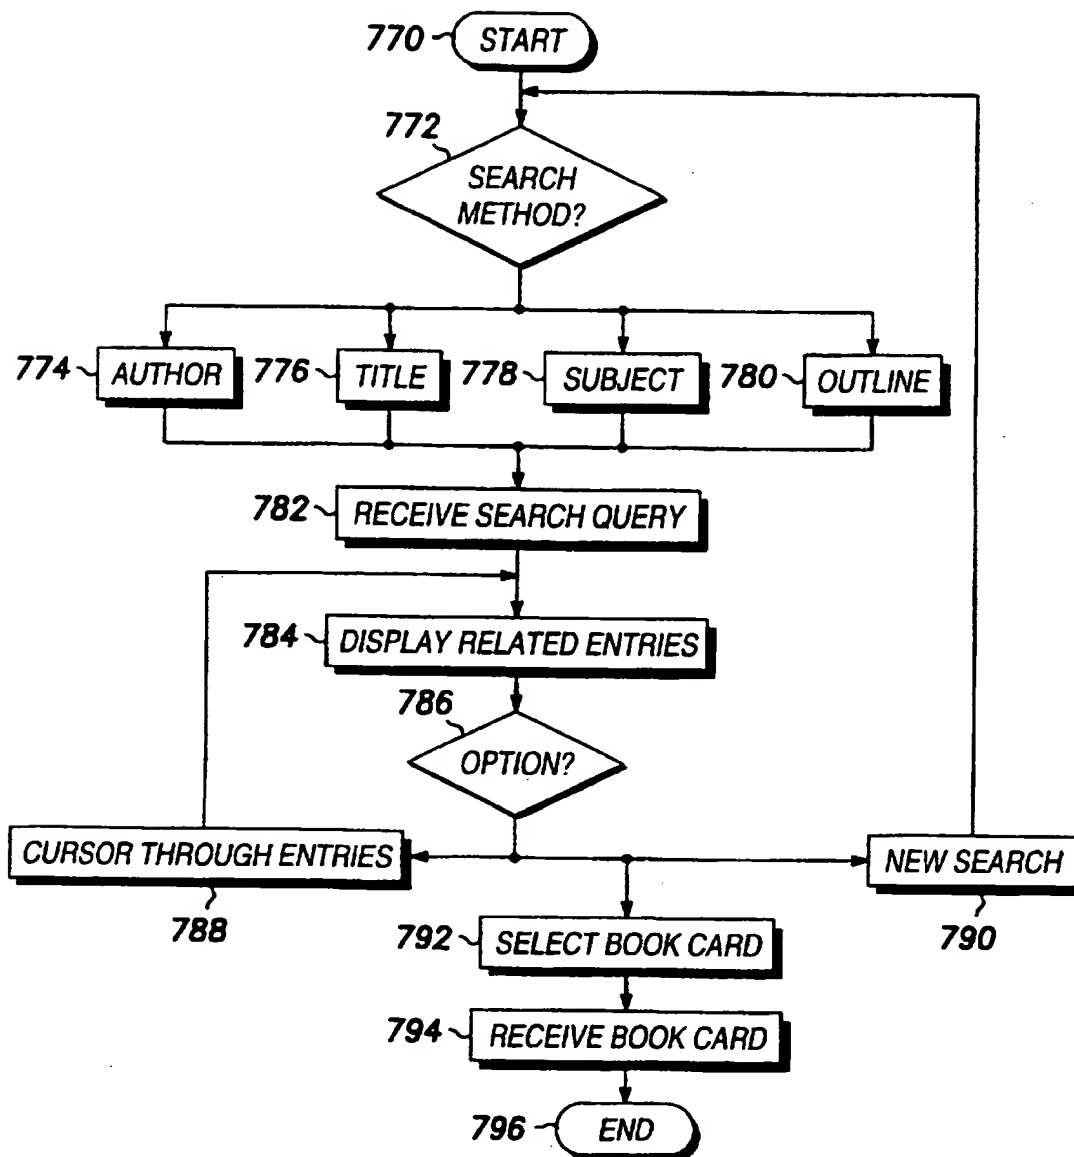 770 START
772
SEARCH
METHOD?
774 AUTHOR 776 TITLE 778 SUBJECT 780 OUTLINE
782 RECEIVE SEARCH QUERY
784 DISPLAY RELATED ENTRIES
786
OPTION?
CURSOR THROUGH ENTRIES NEW SEARCH
788 790
792 SELECT BOOK CARD
794 RECEIVE BOOK CARD
796 END